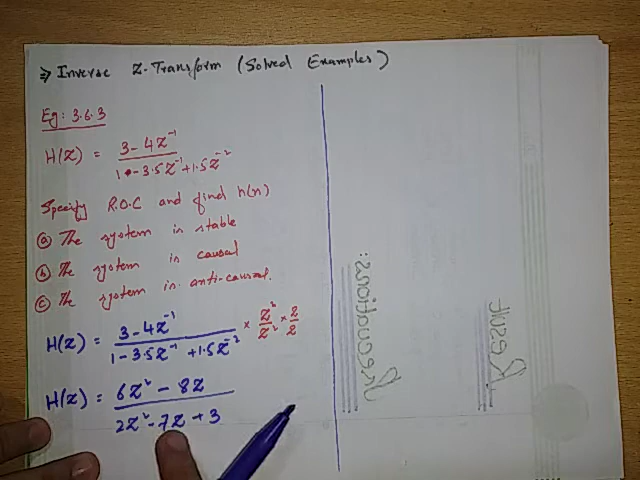 ⇒ Inverse Z-Transform (Solved Examples)
Eg: 3.6.3
H(z) = 3 - 4z⁻¹ / 1 - 3.5z⁻¹ + 1.5z⁻²
Specify R.O.C and find h(n)
ⓐ The system is stable
ⓑ The system is causal
ⓒ The system is anti-causal.
H(z) = 3 - 4z⁻¹ / 1 - 3.5z⁻¹ + 1.5z⁻² × z²/z² × 2/2
H(z) = 6z² - 8z / 2z² - 7z + 3
Precautions:
Result